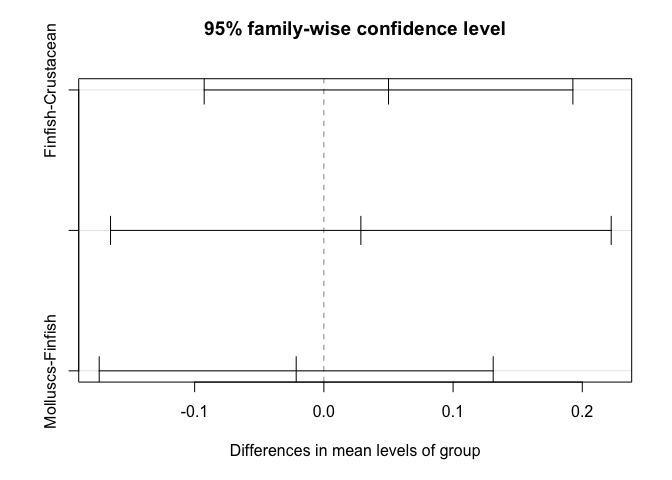 95% family-wise confidence level
Finfish-Crustacean
Molluscs-Finfish
-0.1 0.0 0.1 0.2
Differences in mean levels of group